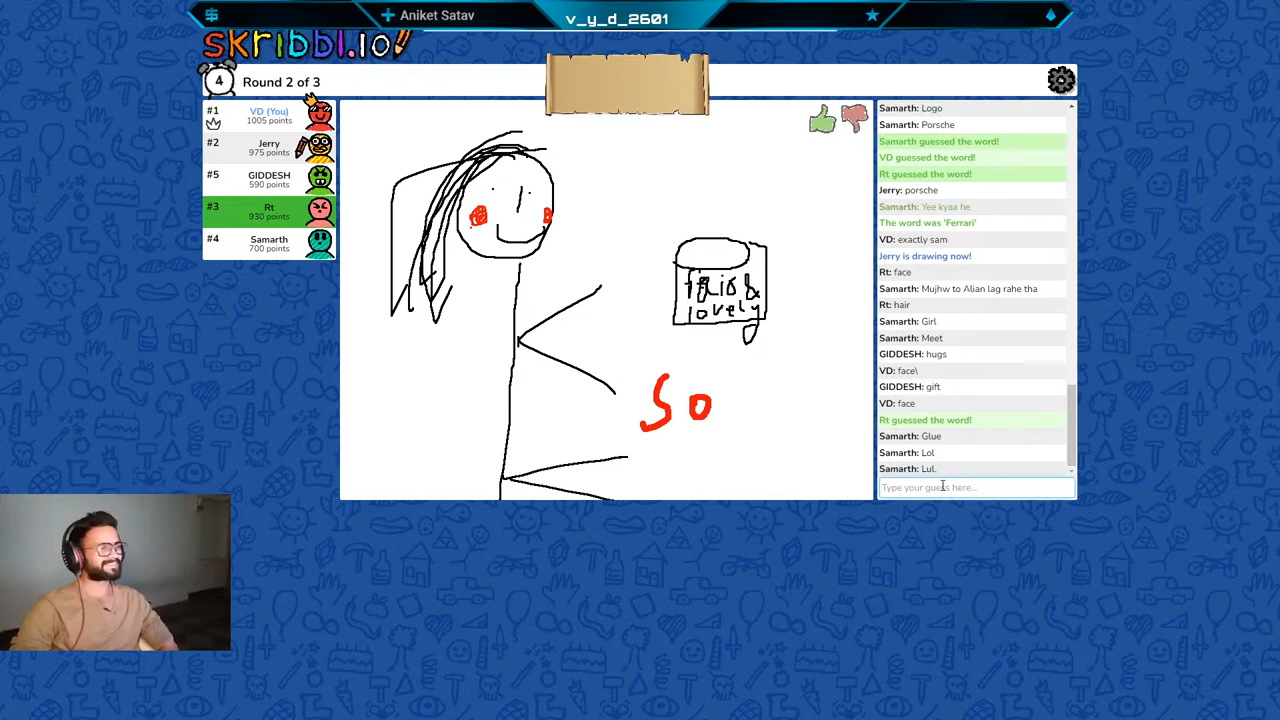 Aniket Satav
v_y_d_2601
skribbl.io
4
Round 2 of 3
#1
VD (You)
1005 points
#2
Jerry
975 points
#5
GIDDESH
590 points
#3
Rt
930 points
#4
Samarth
700 points
lovely
So
Samarth: Logo
Samarth: Porsche
Samarth guessed the word!
VD guessed the word!
Rt guessed the word!
Jerry: porsche
Samarth: Yee kyaa he
The word was 'Ferrari'
VD: exactly sam
Jerry is drawing now!
Rt: face
Samarth: Mujhw to Alian lag rahe tha
Rt: hair
Samarth: Girl
Samarth: Meet
GIDDESH: hugs
VD: face\
GIDDESH: gift
VD: face
Rt guessed the word!
Samarth: Glue
Samarth: Lol
Samarth: Lul.
Type your guess here...